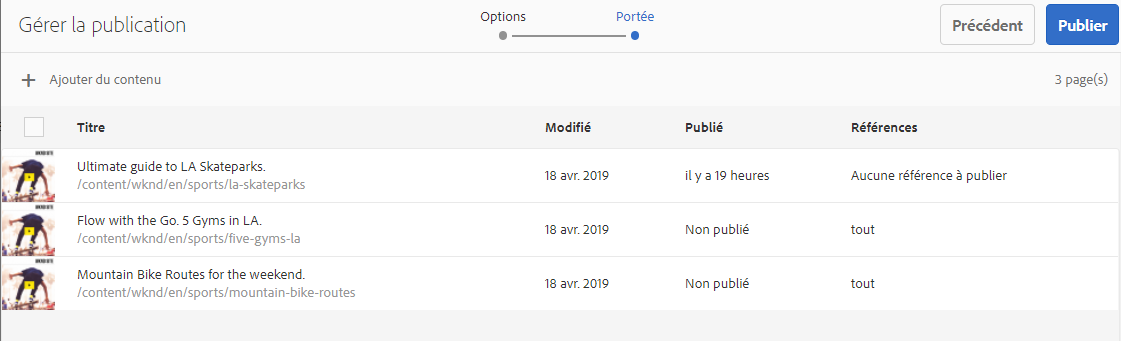 Gérer la publication
Options
Portée
Précédent
Publier
Ajouter du contenu
3 page(s)
Titre
Modifié
Publié
Références
Ultimate guide to LA Skateparks.
/content/wknd/en/sports/la-skateparks
18 avr. 2019
il y a 19 heures
Aucune référence à publier
Flow with the Go. 5 Gyms in LA.
/content/wknd/en/sports/five-gyms-la
18 avr. 2019
Non publié
tout
Mountain Bike Routes for the weekend.
/content/wknd/en/sports/mountain-bike-routes
18 avr. 2019
Non publié
tout